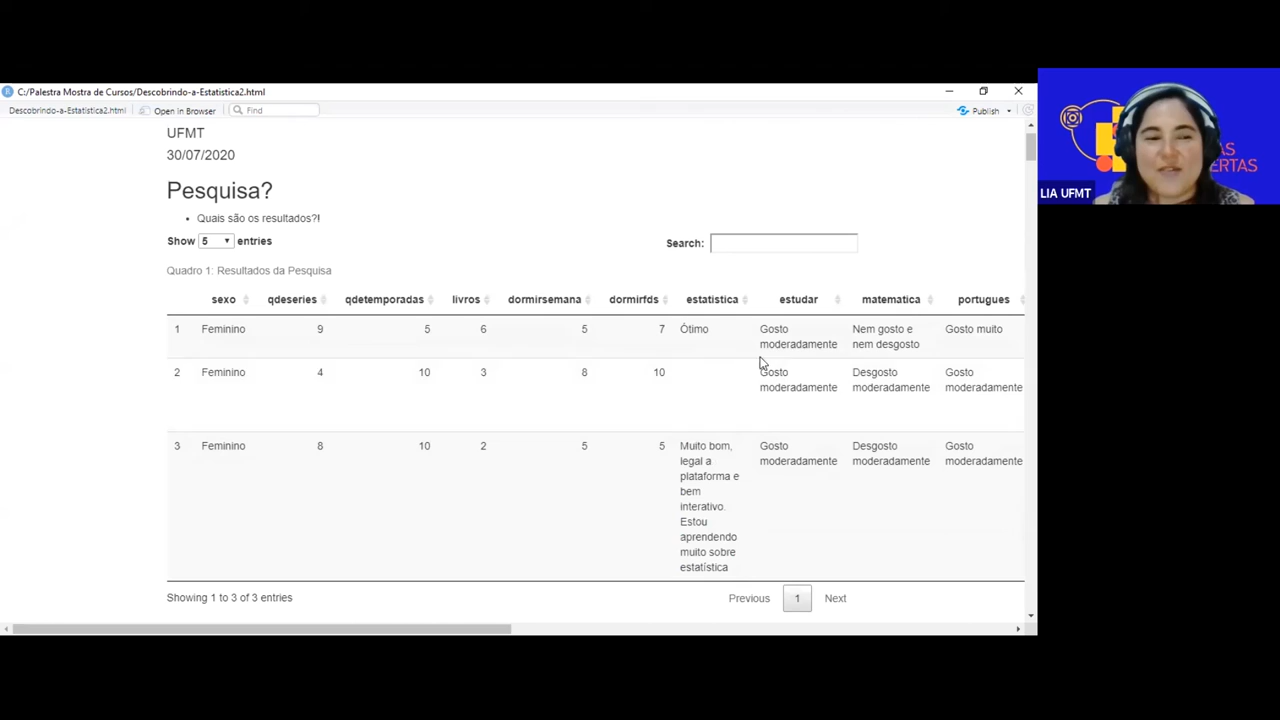 C:/Palestra Mostra de Cursos/Descobrindo-a-Estatistica2.html
Descobrindo-a-Estatistica2.html Open in Browser Find Publish
UFMT
30/07/2020
Pesquisa?
Quais são os resultados?!
Show 5 entries Search:
Quadro 1: Resultados da Pesquisa
sexo qdeseries qdetemporadas livros dormirsemana dormirfds estatistica estudar matematica portugues
1 Feminino 9 5 6 5 7 Ótimo Gosto Nem gosto e Gosto muito
moderadamente nem desgosto
2 Feminino 4 10 3 8 10 Gosto Desgosto Gosto
moderadamente moderadamente moderadamente
3 Feminino 8 10 2 5 5 Muito bom, Gosto Desgosto Gosto
legal a moderadamente moderadamente moderadamente
plataforma e
bem
interativo.
Estou
aprendendo
muito sobre
estatística
Showing 1 to 3 of 3 entries Previous 1 Next
LIA UFMT